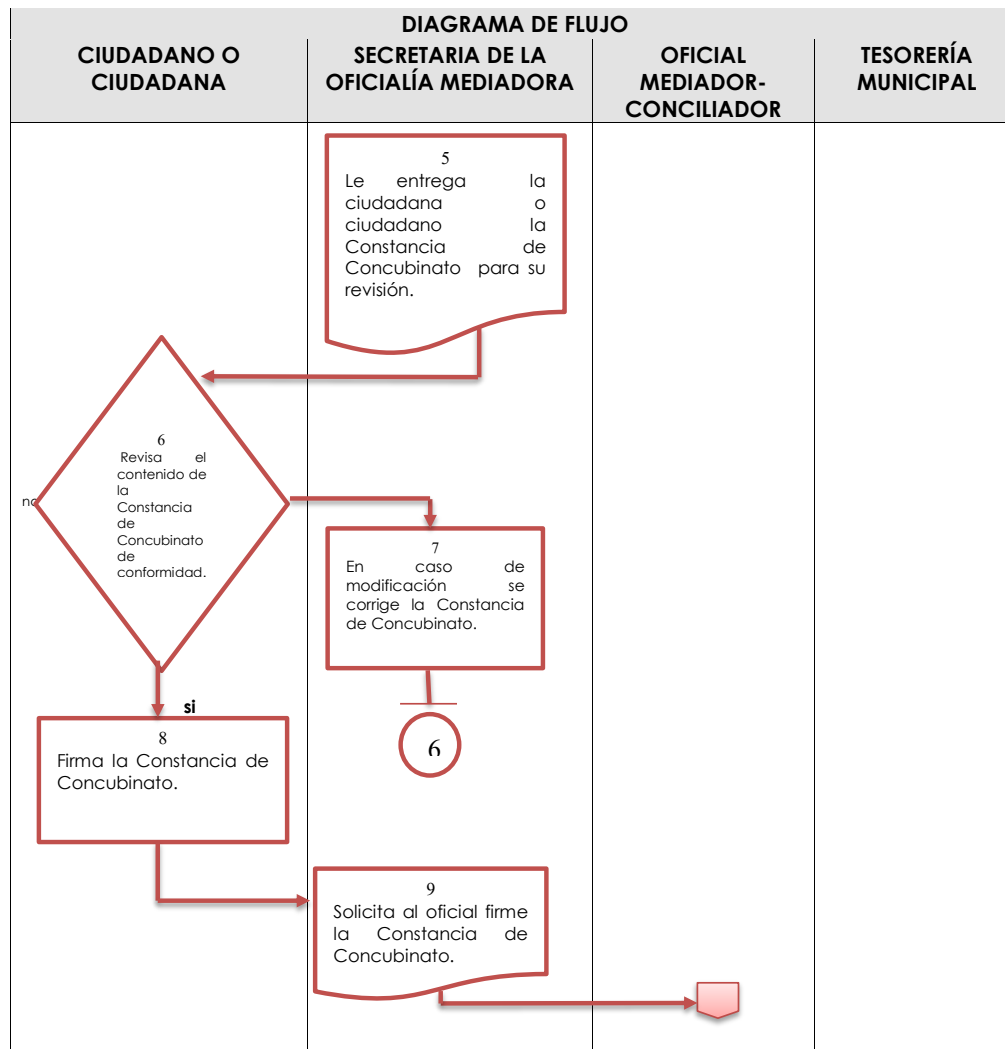 DIAGRAMA DE FLUJO
CIUDADANO O
CIUDADANA
SECRETARIA DE LA
OFICIALÍA MEDIADORA
OFICIAL
MEDIADOR-
CONCILIADOR
TESORERÍA
MUNICIPAL
5
Le entrega la
ciudadana o
ciudadano la
Constancia de
Concubinato para su
revisión.
6
Revisa el
contenido de
la
Constancia
de
Concubinato
de
conformidad.
no
7
En caso de
modificación se
corrige la Constancia
de Concubinato.
6
si
8
Firma la Constancia de
Concubinato.
9
Solicita al oficial firme
la Constancia de
Concubinato.